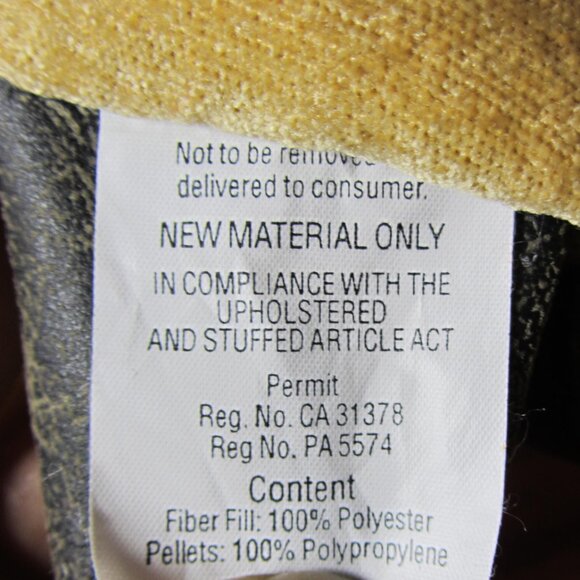 Not to be removed
delivered to consumer.
NEW MATERIAL ONLY
IN COMPLIANCE WITH THE
UPHOLSTERED
AND STUFFED ARTICLE ACT
Permit
Reg. No. CA 31378
Reg No. PA 5574
Content
Fiber Fill: 100% Polyester
Pellets: 100% Polypropylene